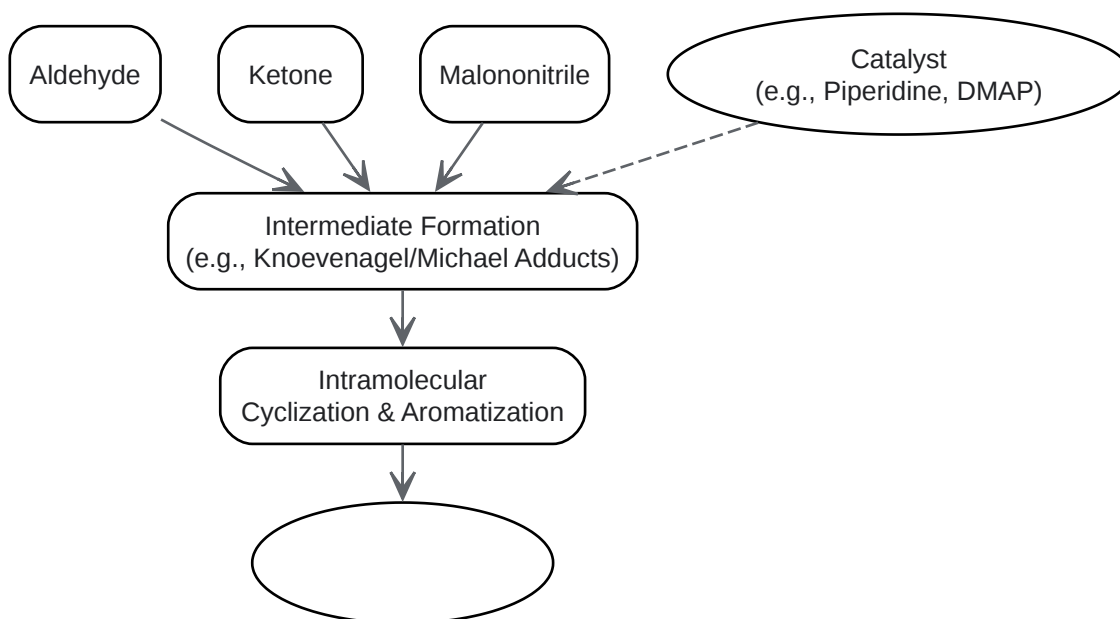 Aldehyde
Ketone
Malononitrile
Catalyst
(e.g., Piperidine, DMAP)
Intermediate Formation
(e.g., Knoevenagel/Michael Adducts)
Intramolecular
Cyclization & Aromatization